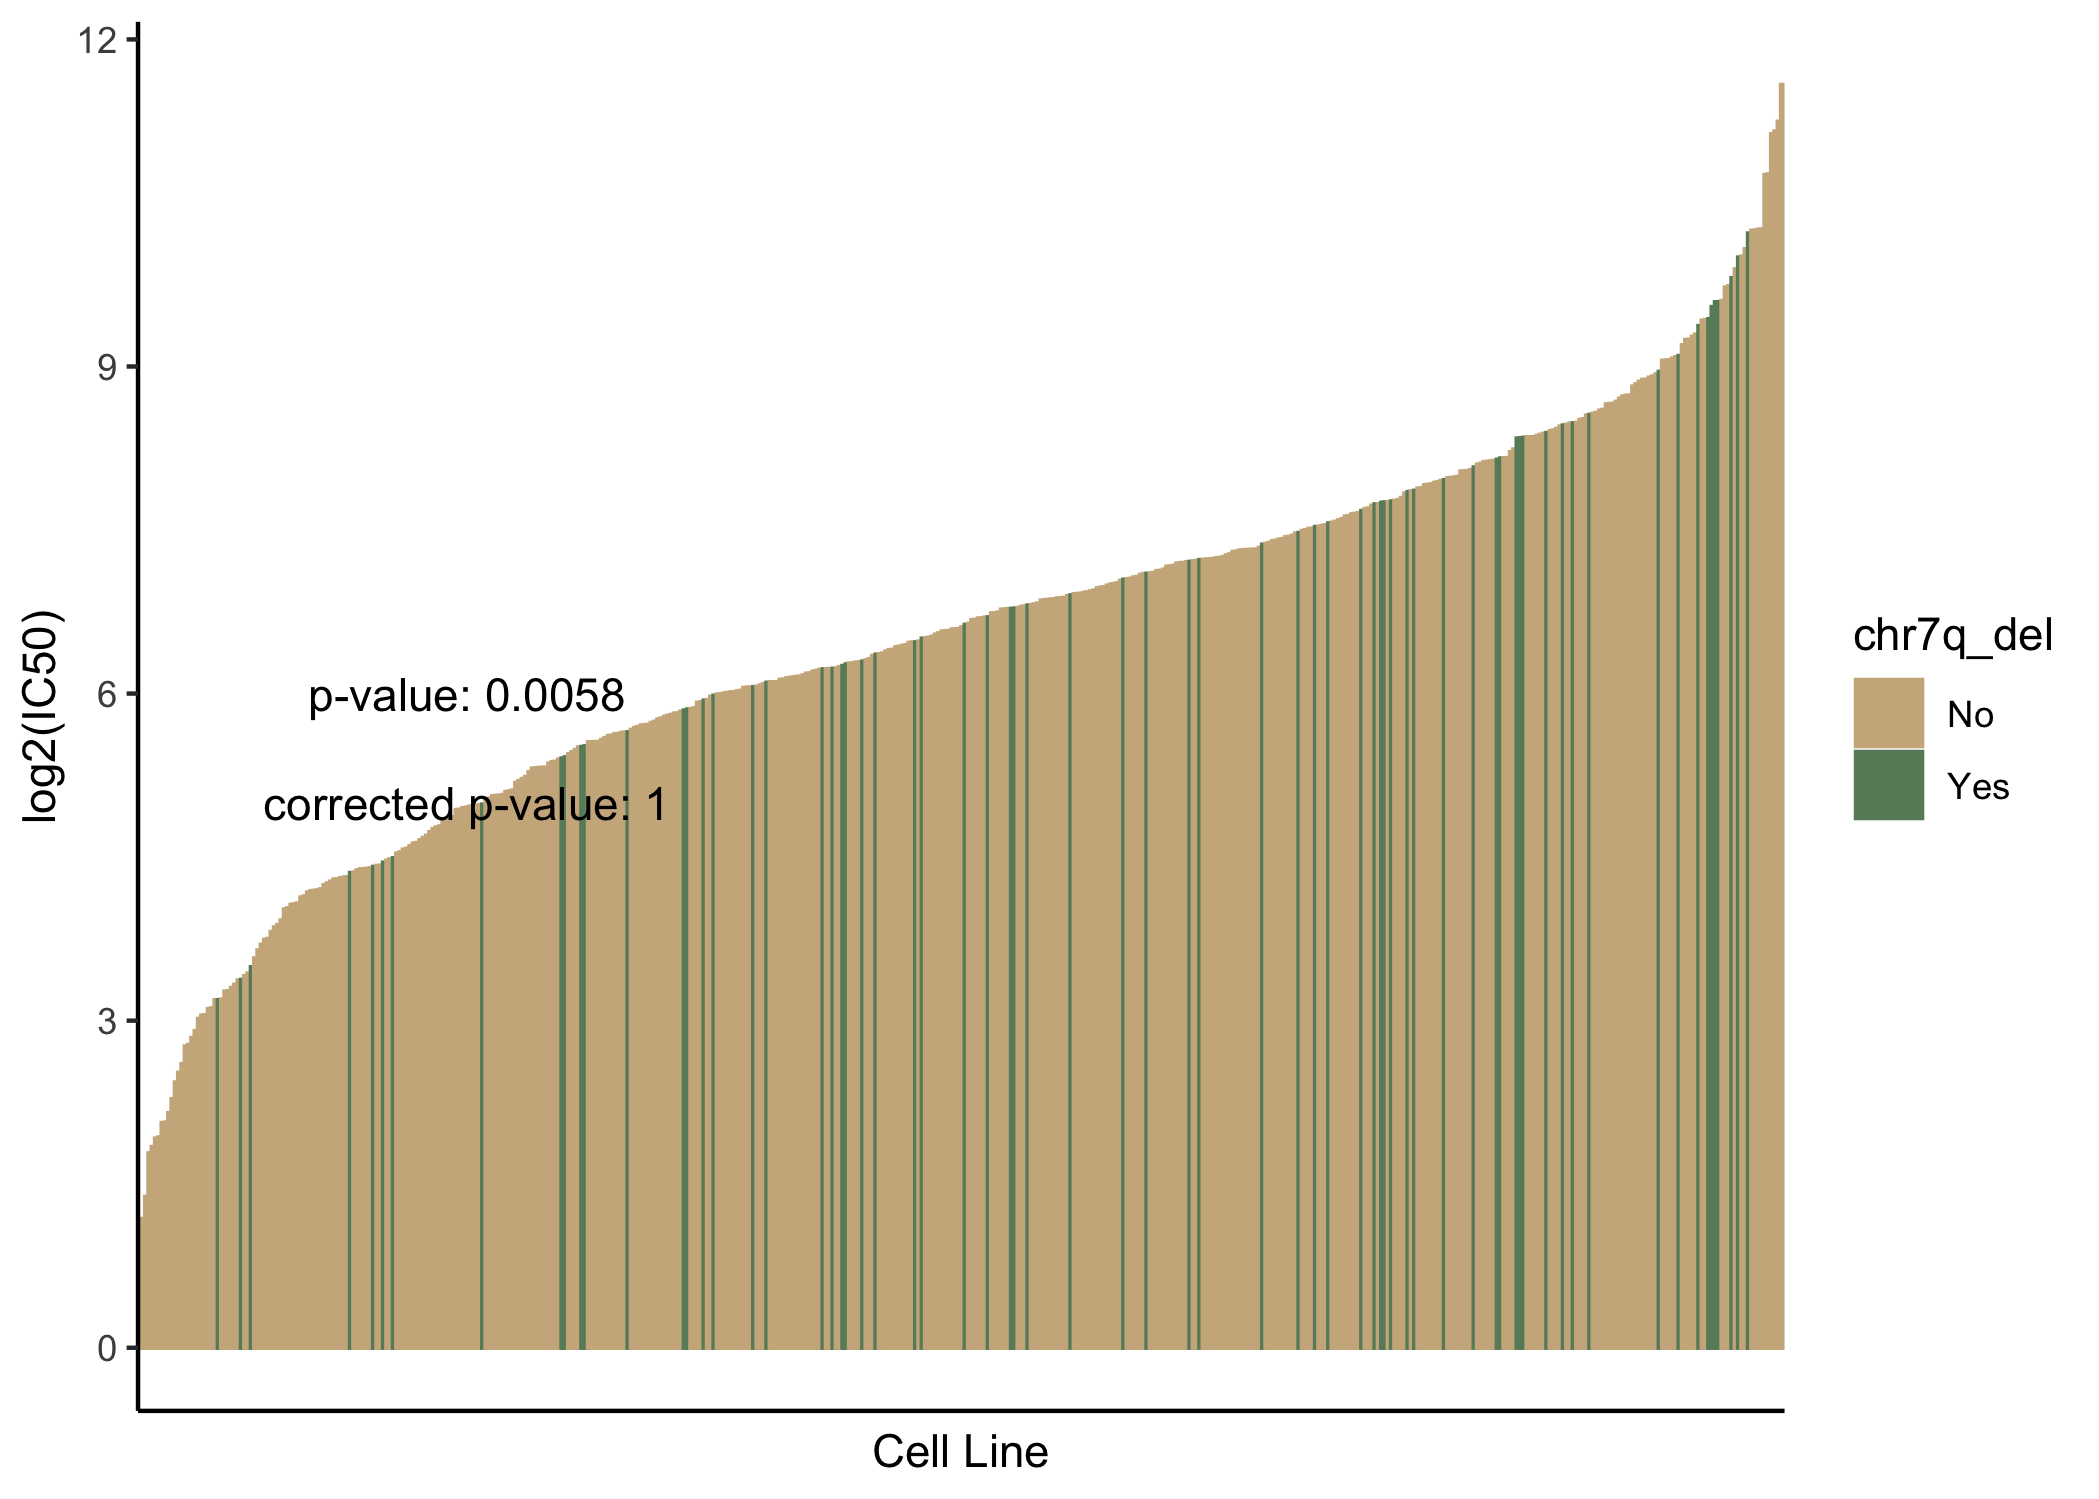 12
9
6
3
0
log2(IC50)
p-value: 0.0058
corrected p-value: 1
Cell Line
chr7q_del
No
Yes